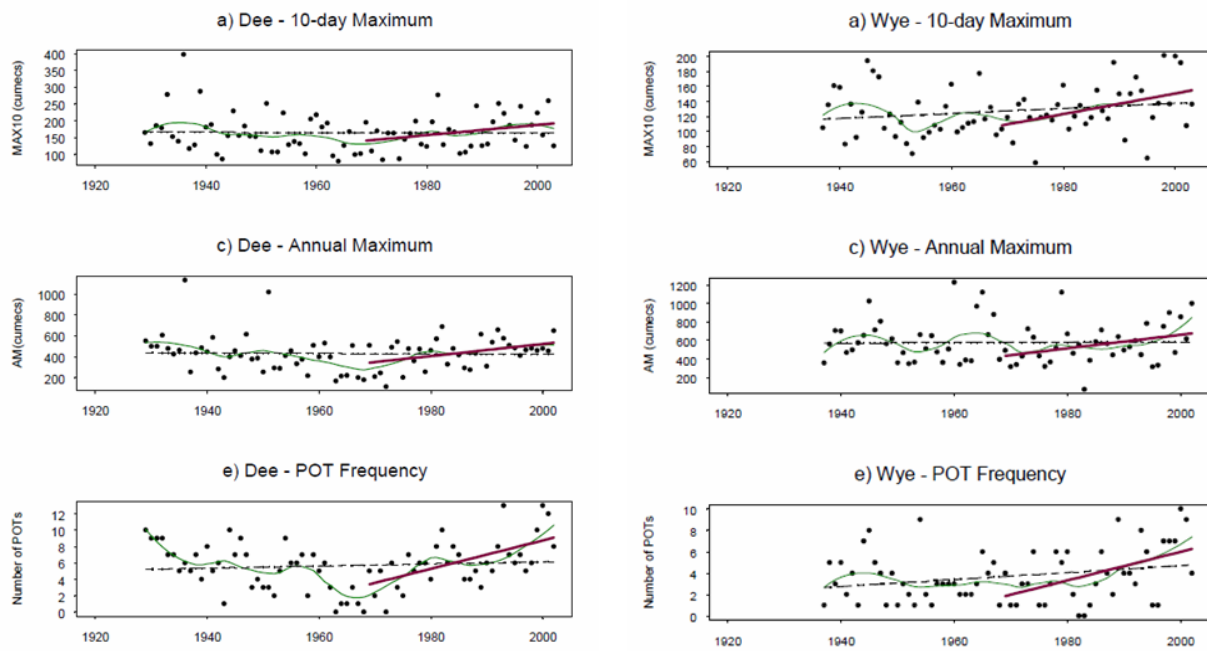 a) Dee - 10-day Maximum
MAX10 (cumecs)
400
350
300
250
200
150
100
1920 1940 1960 1980 2000
c) Dee - Annual Maximum
AM (cumecs)
1000
800
600
400
200
1920 1940 1960 1980 2000
e) Dee - POT Frequency
Number of POTs
12
10
8
6
4
2
0
1920 1940 1960 1980 2000
a) Wye - 10-day Maximum
MAX10 (cumecs)
200
180
160
140
120
100
80
60
1920 1940 1960 1980 2000
c) Wye - Annual Maximum
AM (cumecs)
1200
1000
800
600
400
200
1920 1940 1960 1980 2000
e) Wye - POT Frequency
Number of POTs
10
8
6
4
2
0
1920 1940 1960 1980 2000